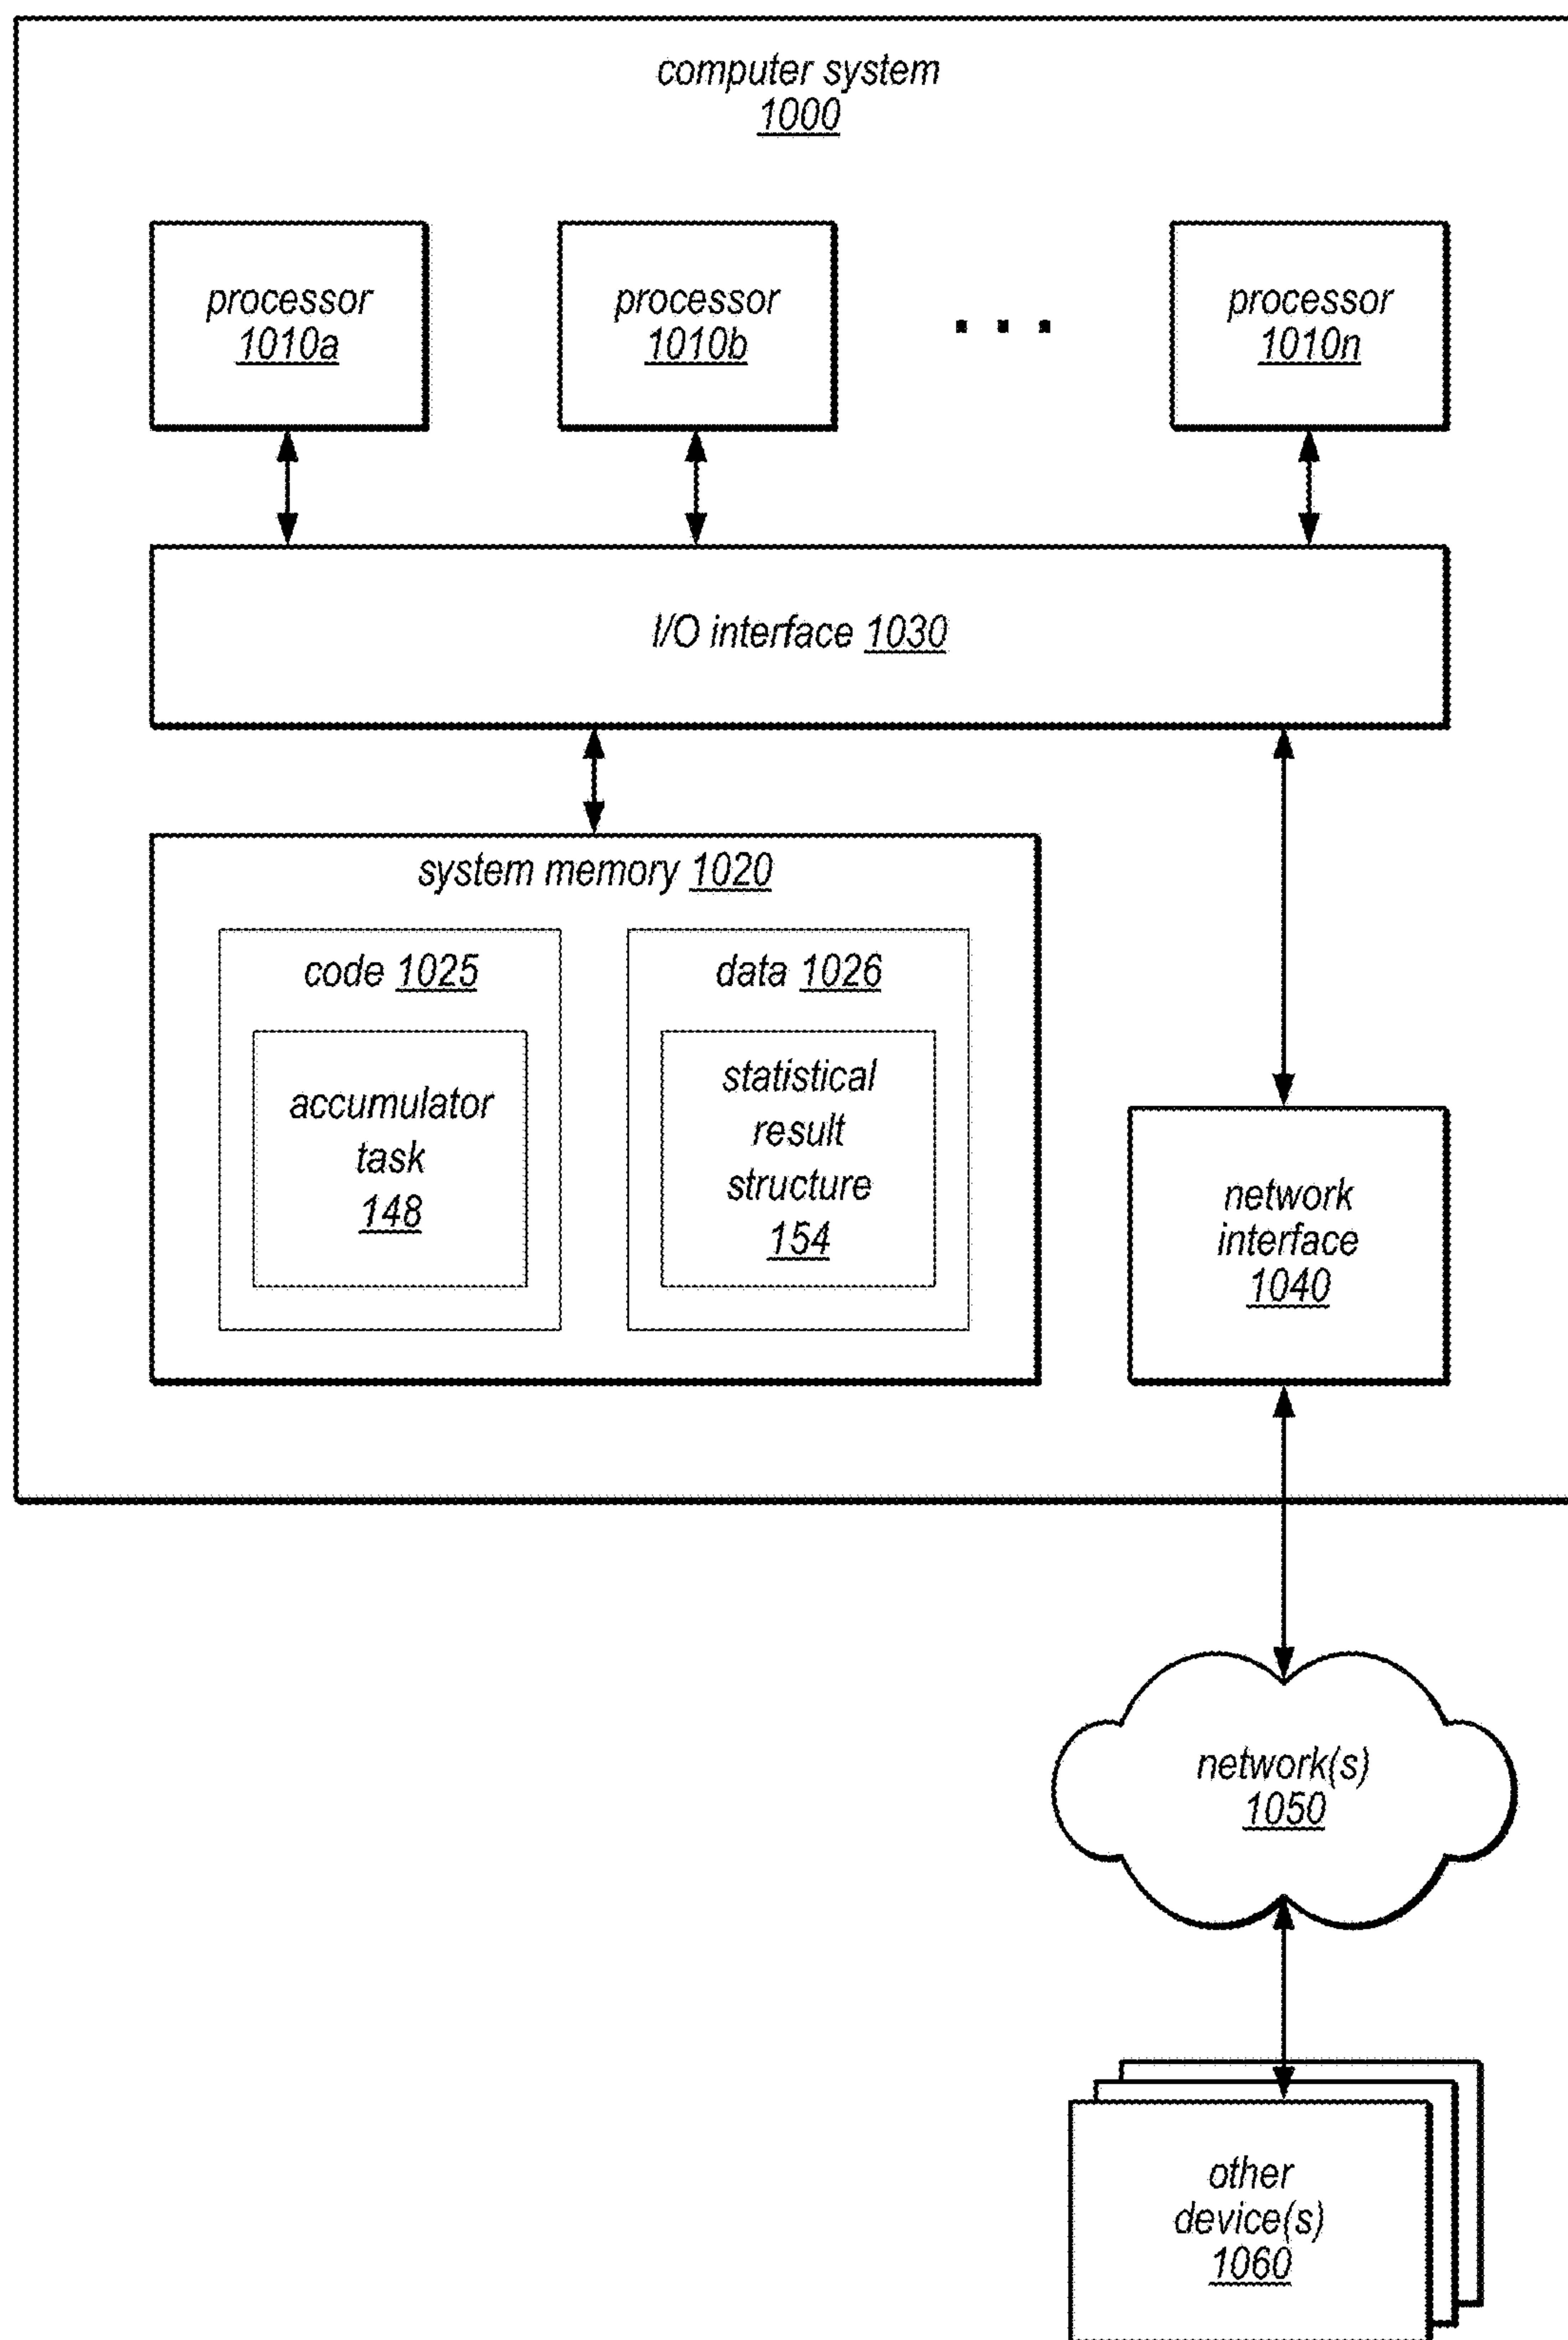 computer system
1000
processor
1010a
processor
1010b
. . .
processor
1010n
I/O interface 1030
system memory 1020
code 1025
accumulator
task
148
data 1026
statistical
result
structure
154
network
interface
1040
network(s)
1050
other
device(s)
1060